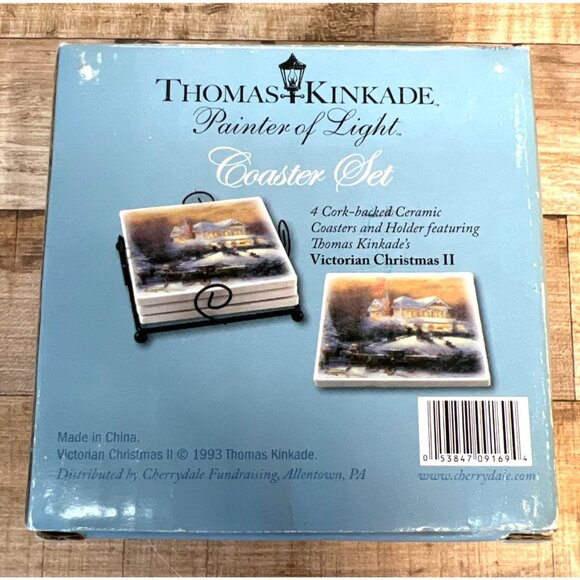 THOMAS KINKADE™
Painter of Light™
Coaster Set
4 Cork-backed Ceramic
Coasters and Holder featuring
Thomas Kinkade's
Victorian Christmas II
Made in China.
Victorian Christmas II © 1993 Thomas Kinkade.
Distributed by Cherrydale Fundraising, Allentown, PA
0 53847 09169 4
www.cherrydale.com